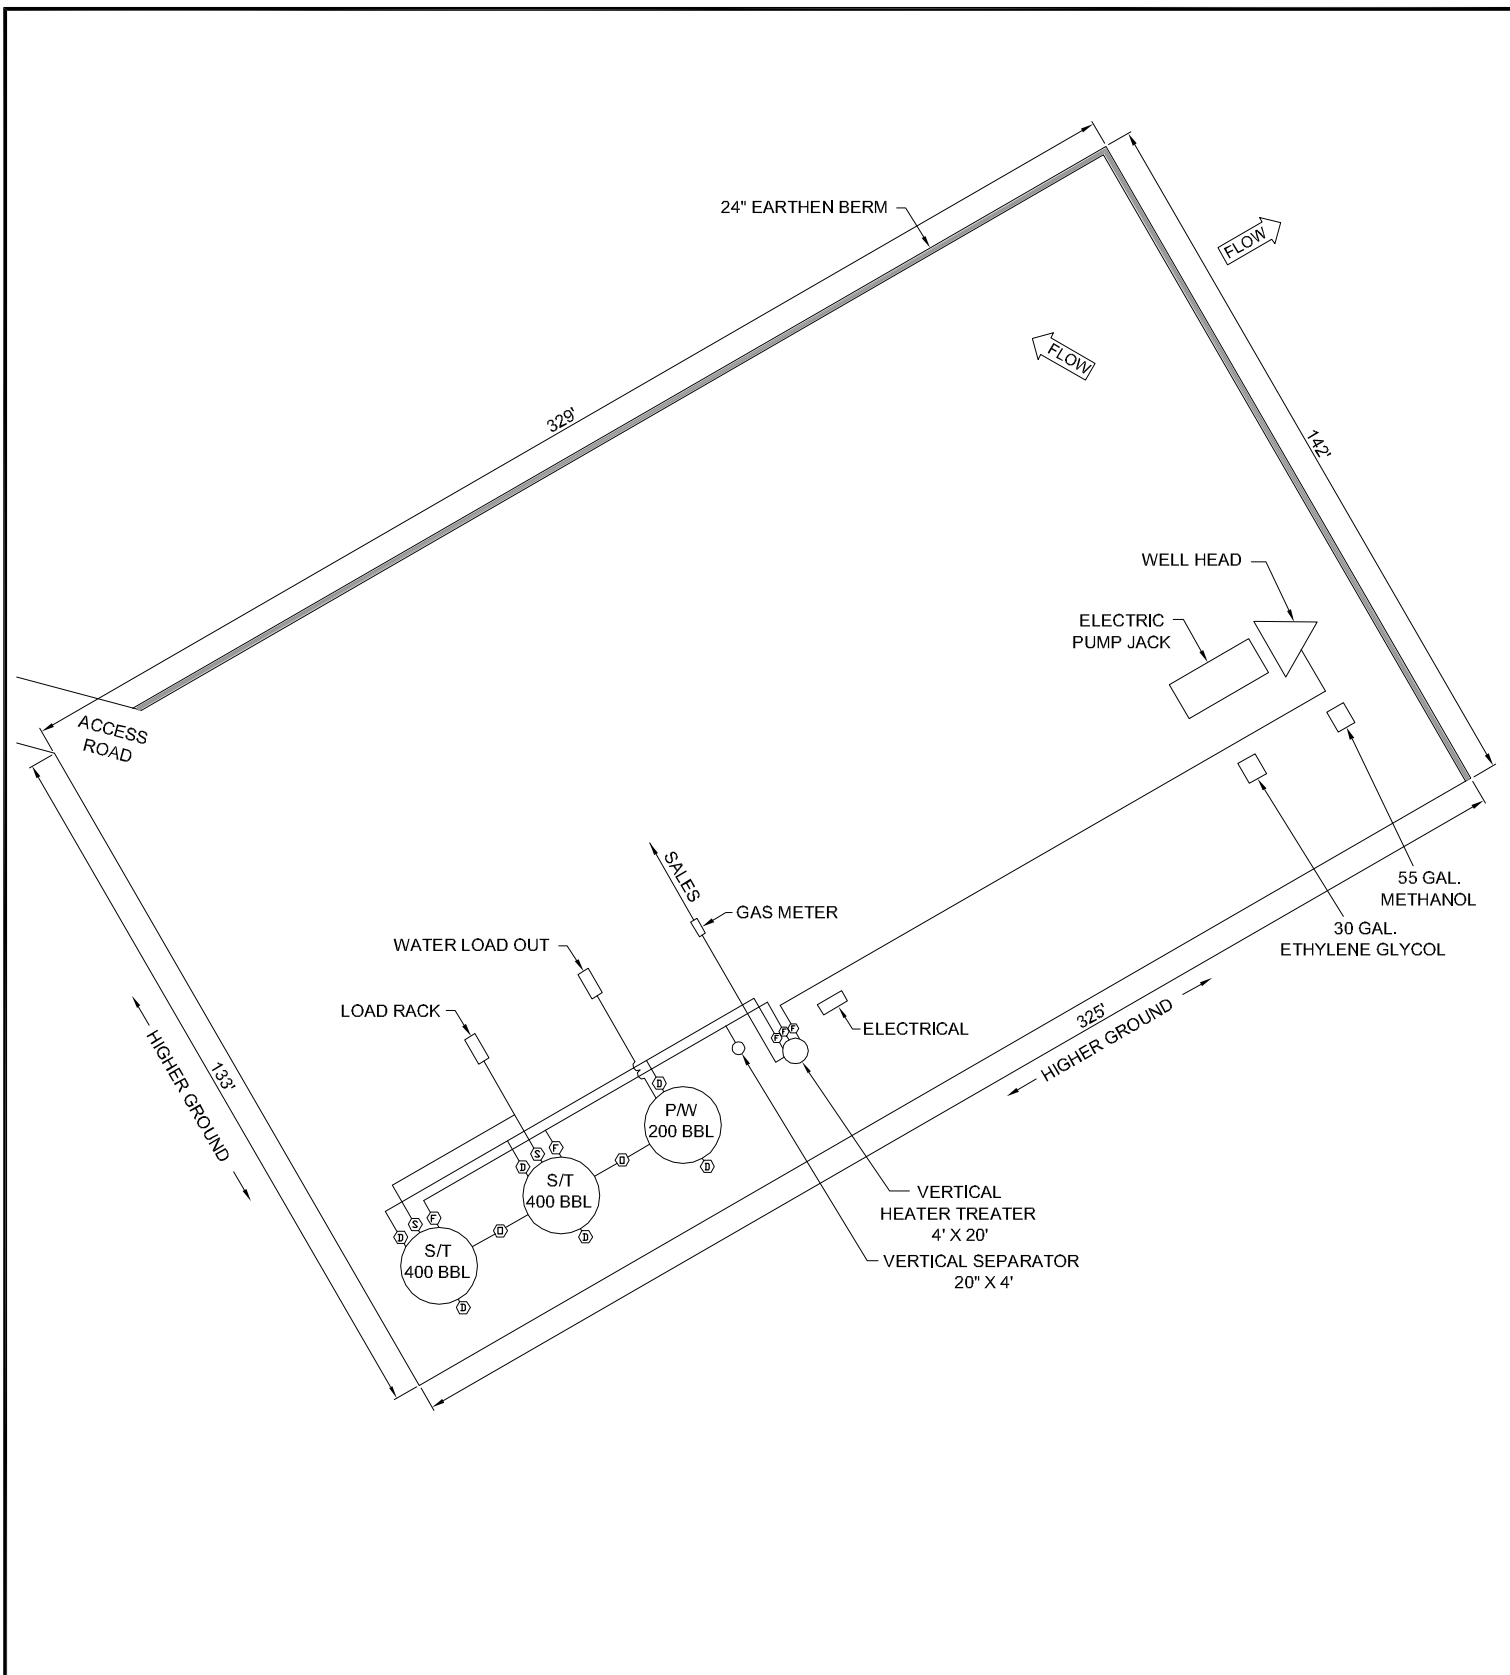 24" EARTHEN BERM
FLOW
FLOW
329'
142'
WELL HEAD
ELECTRIC
PUMP JACK
ACCESS
ROAD
SALES
55 GAL.
METHANOL
GAS METER
30 GAL.
ETHYLENE GLYCOL
WATER LOAD OUT
LOAD RACK
ELECTRICAL
325'
HIGHER GROUND
HIGHER GROUND
133'
F
F
F
D
P/W
200 BBL
D
S
F
D
D
S/T
400 BBL
O
D
S
F
O
D
S/T
400 BBL
D
VERTICAL
HEATER TREATER
4' X 20'
VERTICAL SEPARATOR
20" X 4'